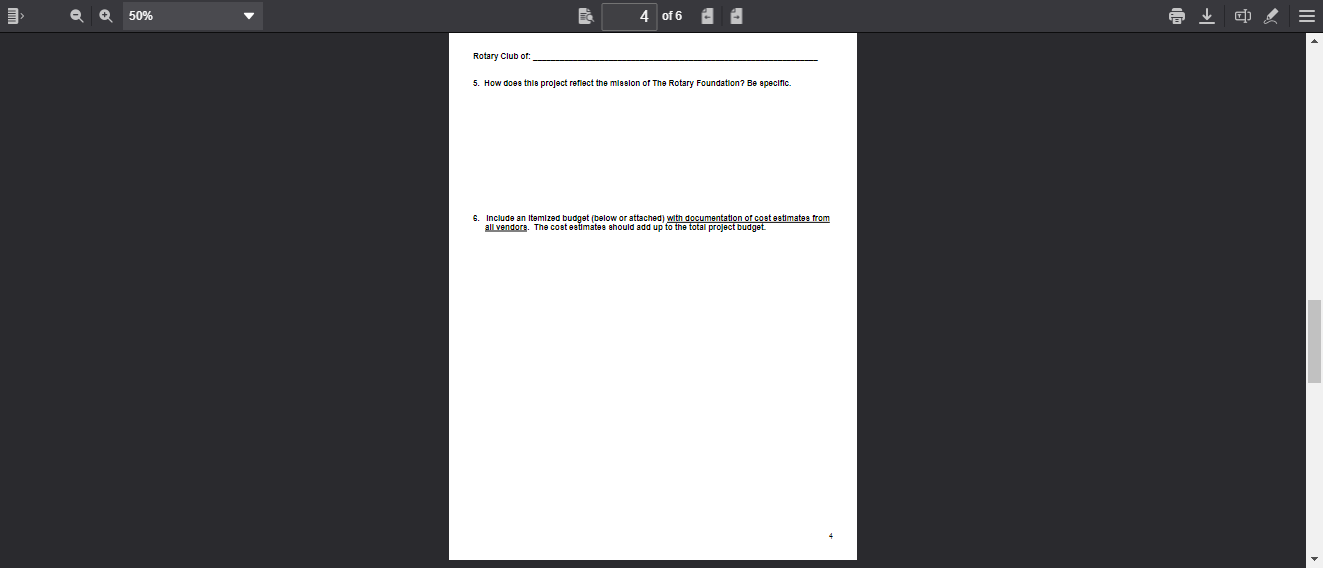 50%
4 of 6
Rotary Club of: ________________________________________________________________
5. How does this project reflect the mission of The Rotary Foundation? Be specific.
6. Include an itemized budget (below or attached) with documentation of cost estimates from
all vendors. The cost estimates should add up to the total project budget.
4